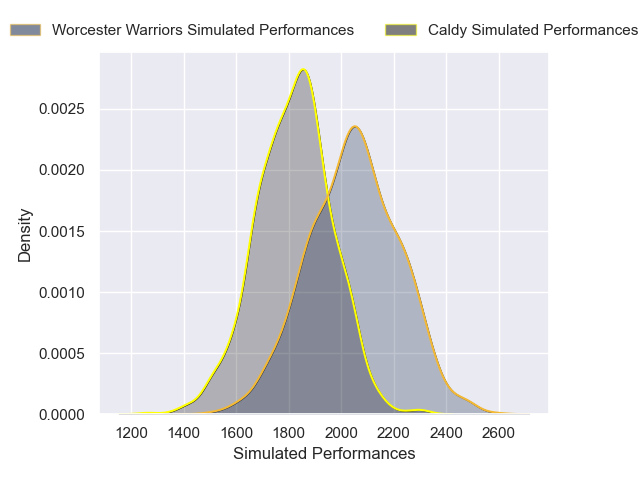 Worcester Warriors Simulated Performances
Caldy Simulated Performances
0.0025
0.0020
0.0015
0.0010
0.0005
0.0000
Density
1200 1400 1600 1800 2000 2200 2400 2600
Simulated Performances